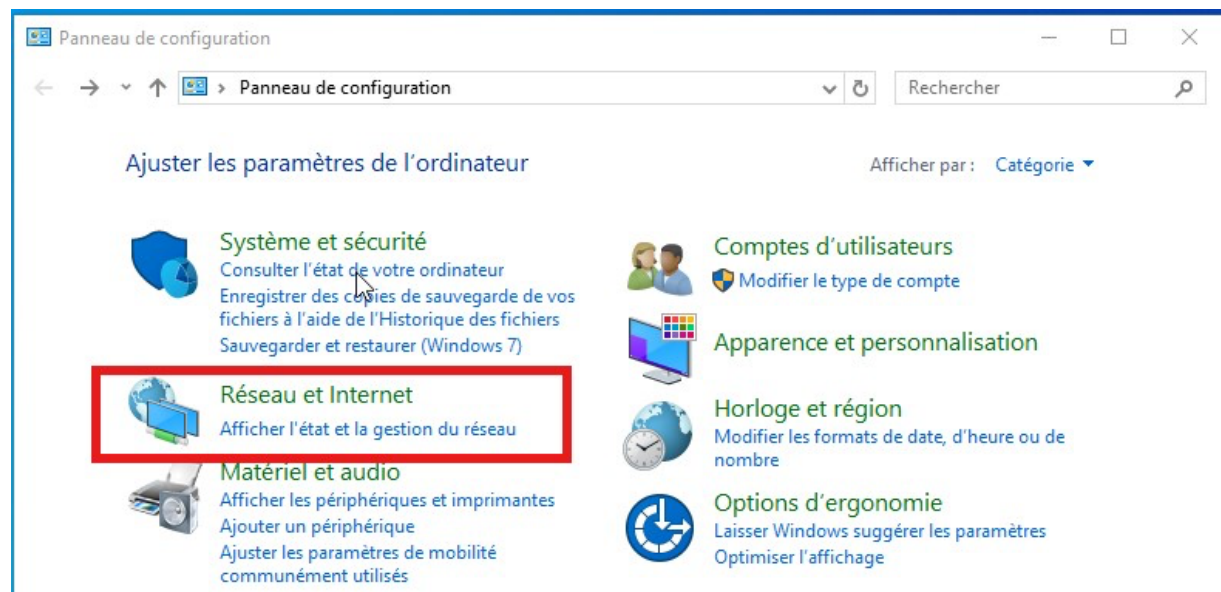 Panneau de configuration
Panneau de configuration
Rechercher
Ajuster les paramètres de l'ordinateur
Afficher par : Catégorie
Système et sécurité
Consulter l'état de votre ordinateur
Enregistrer des copies de sauvegarde de vos
fichiers à l'aide de l'Historique des fichiers
Sauvegarder et restaurer (Windows 7)
Réseau et Internet
Afficher l'état et la gestion du réseau
Matériel et audio
Afficher les périphériques et imprimantes
Ajouter un périphérique
Ajuster les paramètres de mobilité
communément utilisés
Comptes d'utilisateurs
Modifier le type de compte
Apparence et personnalisation
Horloge et région
Modifier les formats de date, d'heure ou de
nombre
Options d'ergonomie
Laisser Windows suggérer les paramètres
Optimiser l'affichage